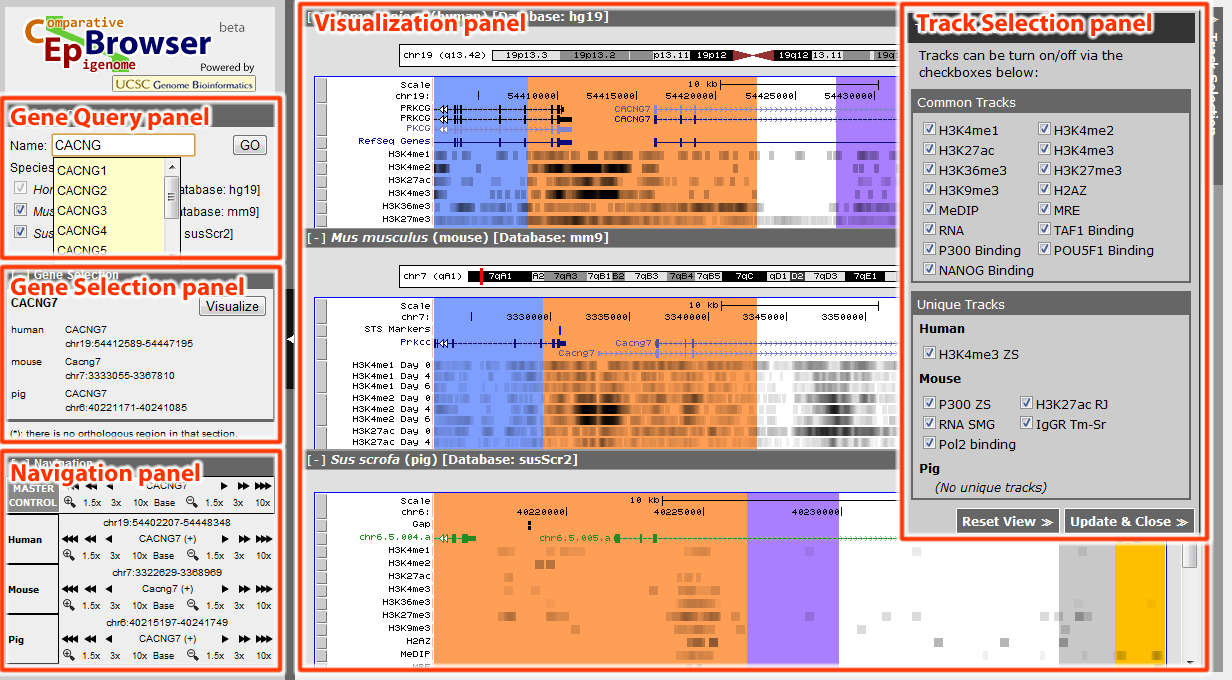 Comparative
EpBrowser
Epigenome
beta
Powered by
UCSC Genome Bioinformatics
Gene Query panel
Name: CACNG GO
Species
CACNG1
CACNG2
CACNG3
CACNG4
CACNG5
Hom atabase: hg19]
Mus tabase: mm9]
Sus susScr2]
Gene Selection
Gene Selection panel
CACNG7
Visualize
human CACNG7
chr19:54412589-54447195
mouse Cacng7
chr7:3333055-3367810
pig CACNG7
chr6:40221171-40241085
(*): there is no orthologous region in that section.
Navigation panel
MASTER
CONTROL
1.5x 3x 10x Base 1.5x 3x 10x
chr19:54402207-54448348
Human
CACNG7 (+)
1.5x 3x 10x Base 1.5x 3x 10x
chr7:3322629-3368969
Mouse
Cacng7 (+)
1.5x 3x 10x Base 1.5x 3x 10x
chr6:40215197-40241749
Pig
CACNG7 (+)
1.5x 3x 10x Base 1.5x 3x 10x
Visualization panel
(human) [Database: hg19]
chr19 (q13.42) 19p13.3 19p13.2 p13.11 19p12 19q12 13.11 19q
Scale 10 kb
chr19: 54410000 54415000 54420000 54425000 54430000
PRKCG CACNG7
PRKCG CACNG7
PKCG
RefSeq Genes
H3K4me1
H3K4me2
H3K27ac
H3K4me3
H3K36me3
H3K27me3
[-] Mus musculus (mouse) [Database: mm9]
chr7 (qA1) 7qA1 A2 7qA3 7qB1 B2 7qB3 7qB4 7qB5 7qC qD1 D2 7qD3 7qE1
Scale 10 kb
chr7: 3330000 3335000 3340000 3345000 3350000
STS Markers
Prkcc Cacng7
Cacng7
H3K4me1 Day 0
H3K4me1 Day 4
H3K4me1 Day 6
H3K4me2 Day 0
H3K4me2 Day 4
H3K4me2 Day 6
H3K27ac Day 0
H3K27ac Day 4
[-] Sus scrofa (pig) [Database: susScr2]
Scale 10 kb
chr6: 40220000 40225000 40230000
Gap
chr6.5.004.a chr6.5.005.a
H3K4me1
H3K4me2
H3K27ac
H3K4me3
H3K36me3
H3K27me3
H3K9me3
H2AZ
MeDIP
MRE
Track Selection panel
Tracks can be turn on/off via the
checkboxes below:
Common Tracks
H3K4me1 H3K4me2
H3K27ac H3K4me3
H3K36me3 H3K27me3
H3K9me3 H2AZ
MeDIP MRE
RNA TAF1 Binding
P300 Binding POU5F1 Binding
NANOG Binding
Unique Tracks
Human
H3K4me3 ZS
Mouse
P300 ZS H3K27ac RJ
RNA SMG IgGR Tm-Sr
Pol2 binding
Pig
(No unique tracks)
Reset View ≫ Update & Close ≫
Track Selection